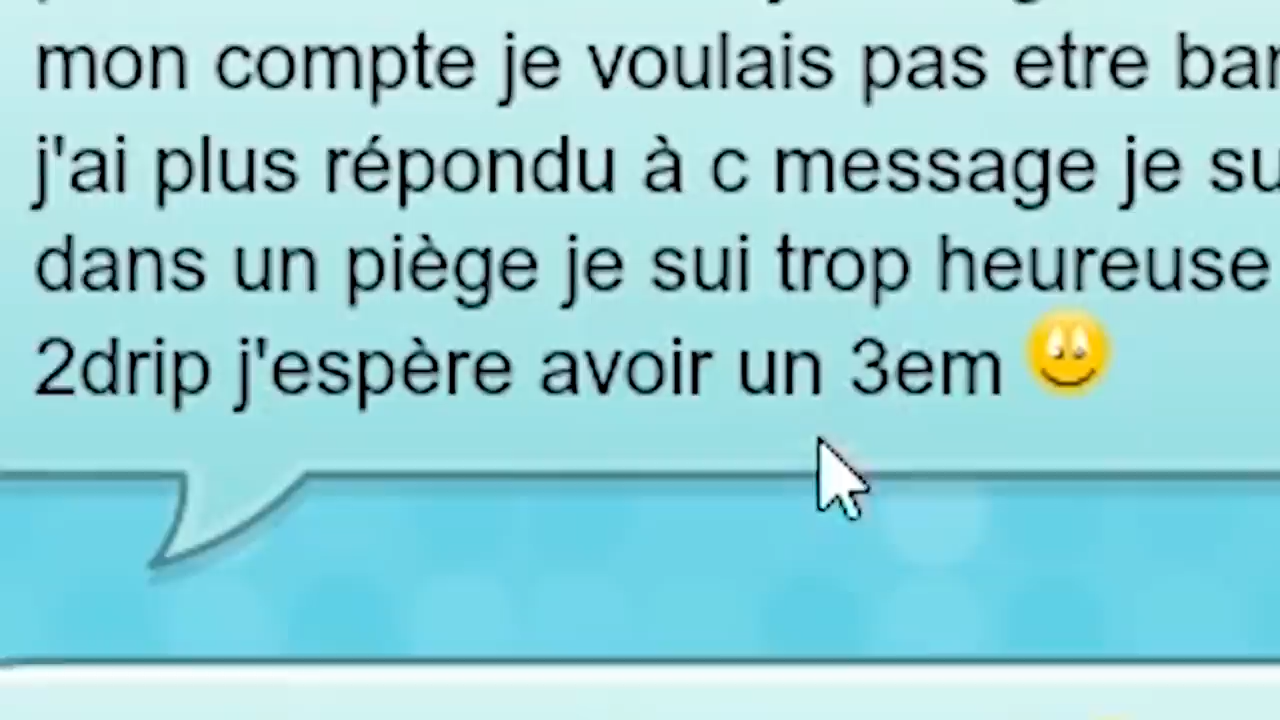 mon compte je voulais pas etre
j'ai plus répondu à c message je
dans un piège je sui trop heureuse
2drip j'espère avoir un 3em